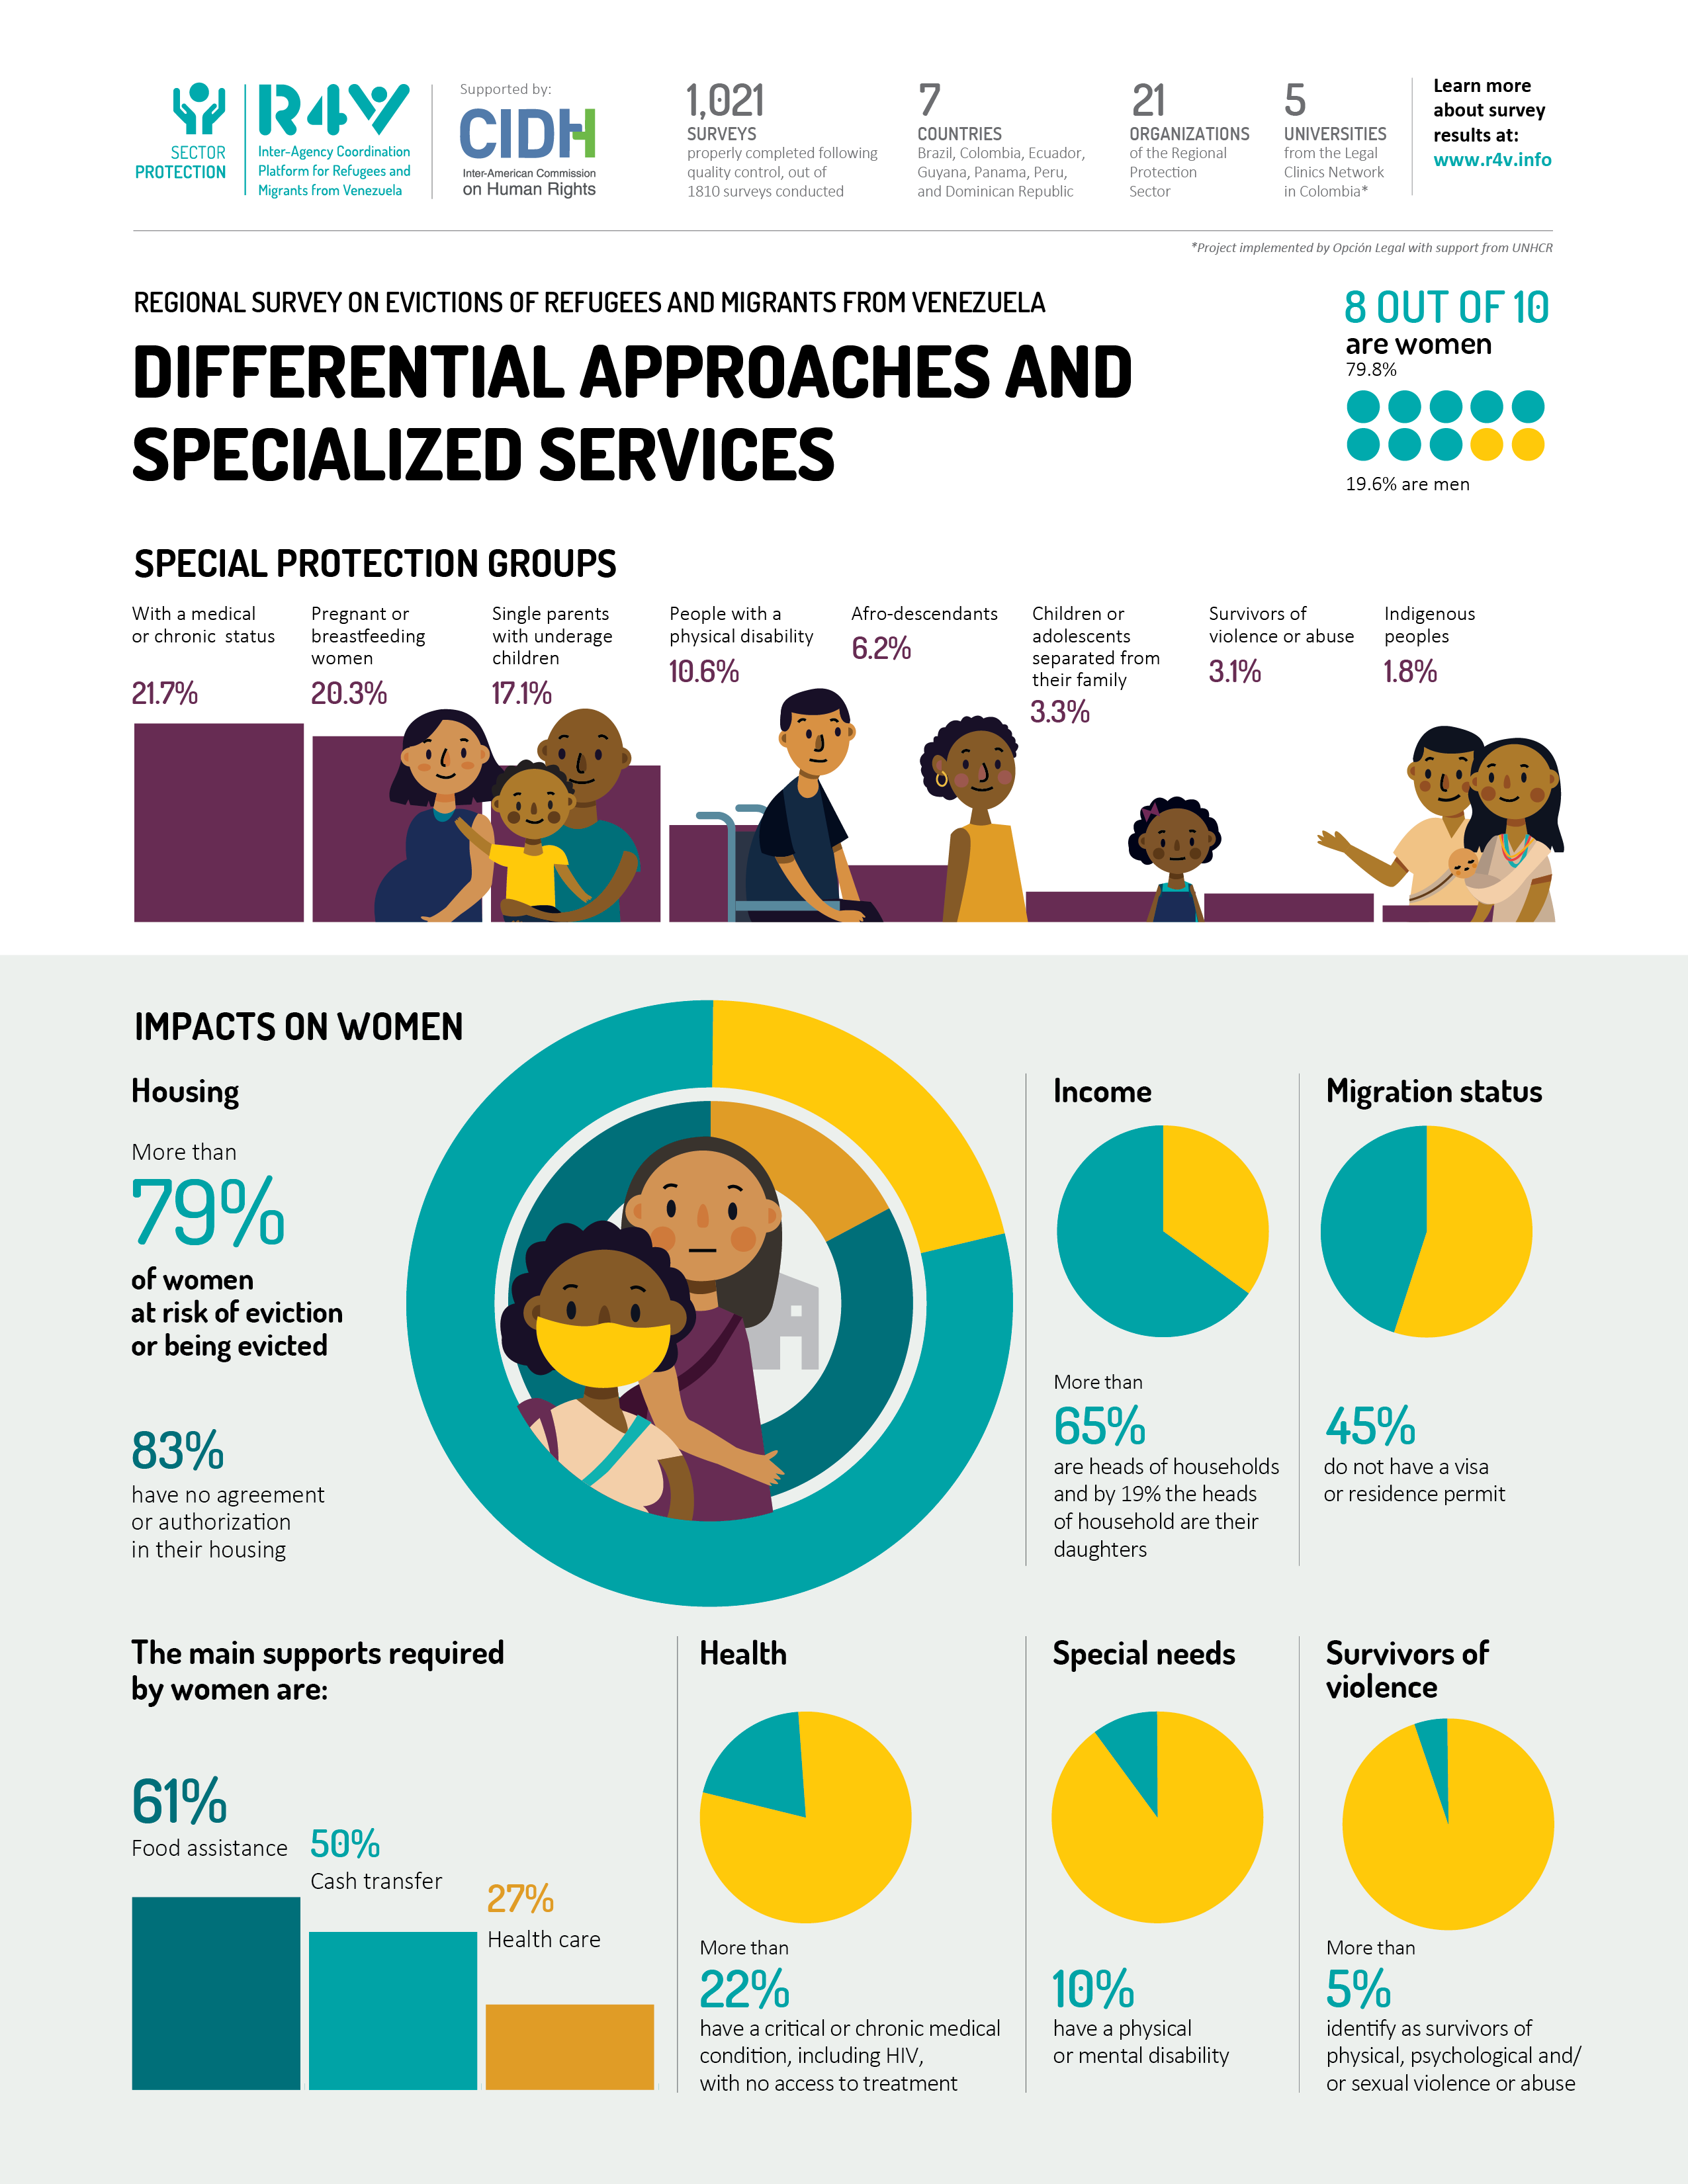 SECTOR
PROTECTION
R4V
Inter-Agency Coordination
Platform for Refugees and
Migrants from Venezuela
Supported by:
CIDH
Inter-American Commission
on Human Rights
1,021
SURVEYS
properly completed following
quality control, out of
1810 surveys conducted
7
COUNTRIES
Brazil, Colombia, Ecuador,
Guyana, Panama, Peru,
and Dominican Republic
21
ORGANIZATIONS
of the Regional
Protection
Sector
5
UNIVERSITIES
from the Legal
Clinics Network
in Colombia*
Learn more
about survey
results at:
www.r4v.info
*Project implemented by Opción Legal with support from UNHCR
REGIONAL SURVEY ON EVICTIONS OF REFUGEES AND MIGRANTS FROM VENEZUELA
DIFFERENTIAL APPROACHES AND
SPECIALIZED SERVICES
8 OUT OF 10
are women
79.8%
19.6% are men
SPECIAL PROTECTION GROUPS
With a medical
or chronic status
21.7%
Pregnant or
breastfeeding
women
20.3%
Single parents
with underage
children
17.1%
People with a
physical disability
10.6%
Afro-descendants
6.2%
Children or
adolescents
separated from
their family
3.3%
Survivors of
violence or abuse
3.1%
Indigenous
peoples
1.8%
IMPACTS ON WOMEN
Housing
More than
79%
of women
at risk of eviction
or being evicted
83%
have no agreement
or authorization
in their housing
Income
More than
65%
are heads of households
and by 19% the heads
of household are their
daughters
Migration status
45%
do not have a visa
or residence permit
The main supports required
by women are:
61%
Food assistance
50%
Cash transfer
27%
Health care
Health
More than
22%
have a critical or chronic medical
condition, including HIV,
with no access to treatment
Special needs
10%
have a physical
or mental disability
Survivors of
violence
More than
5%
identify as survivors of
physical, psychological and/
or sexual violence or abuse